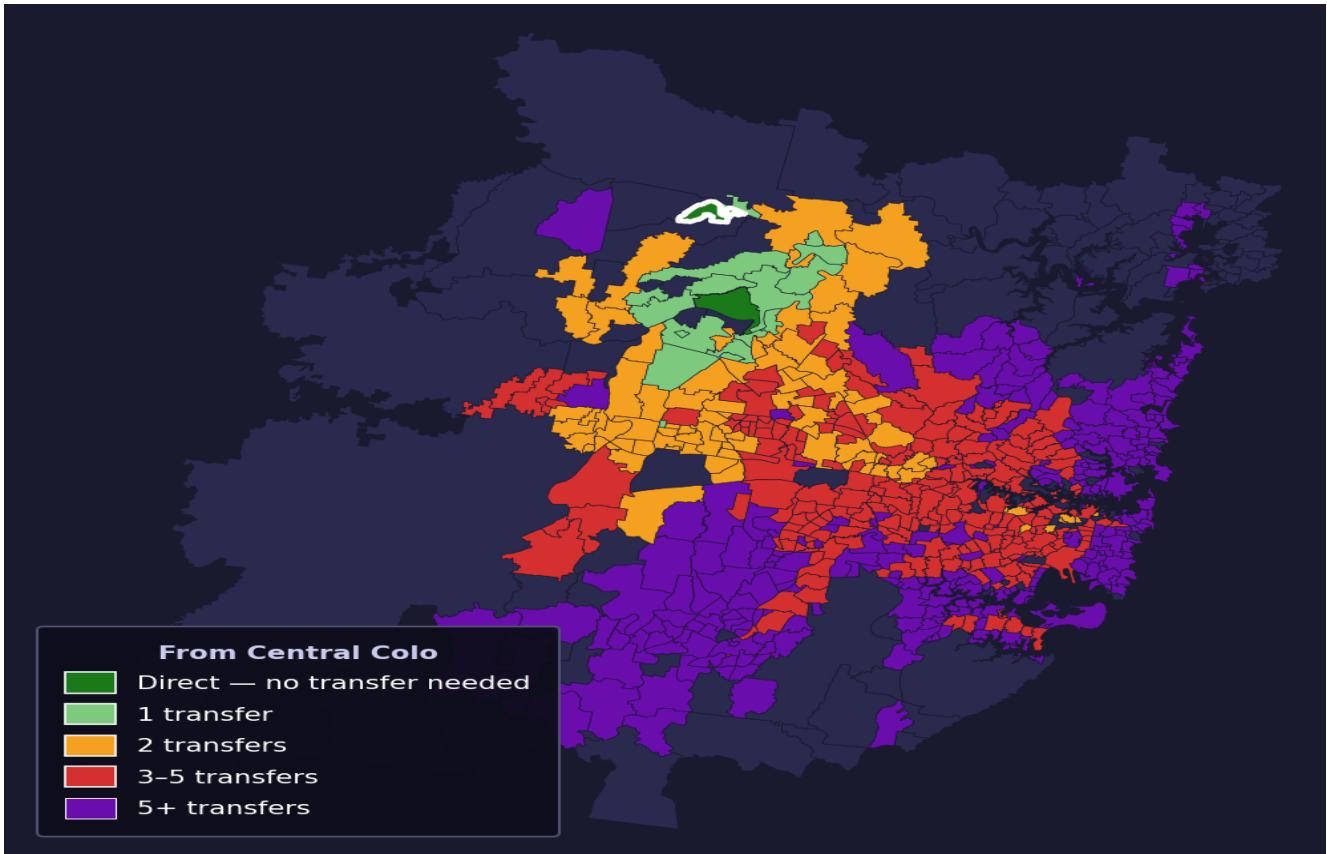 From Central Colo
Direct — no transfer needed
1 transfer
2 transfers
3–5 transfers
5+ transfers